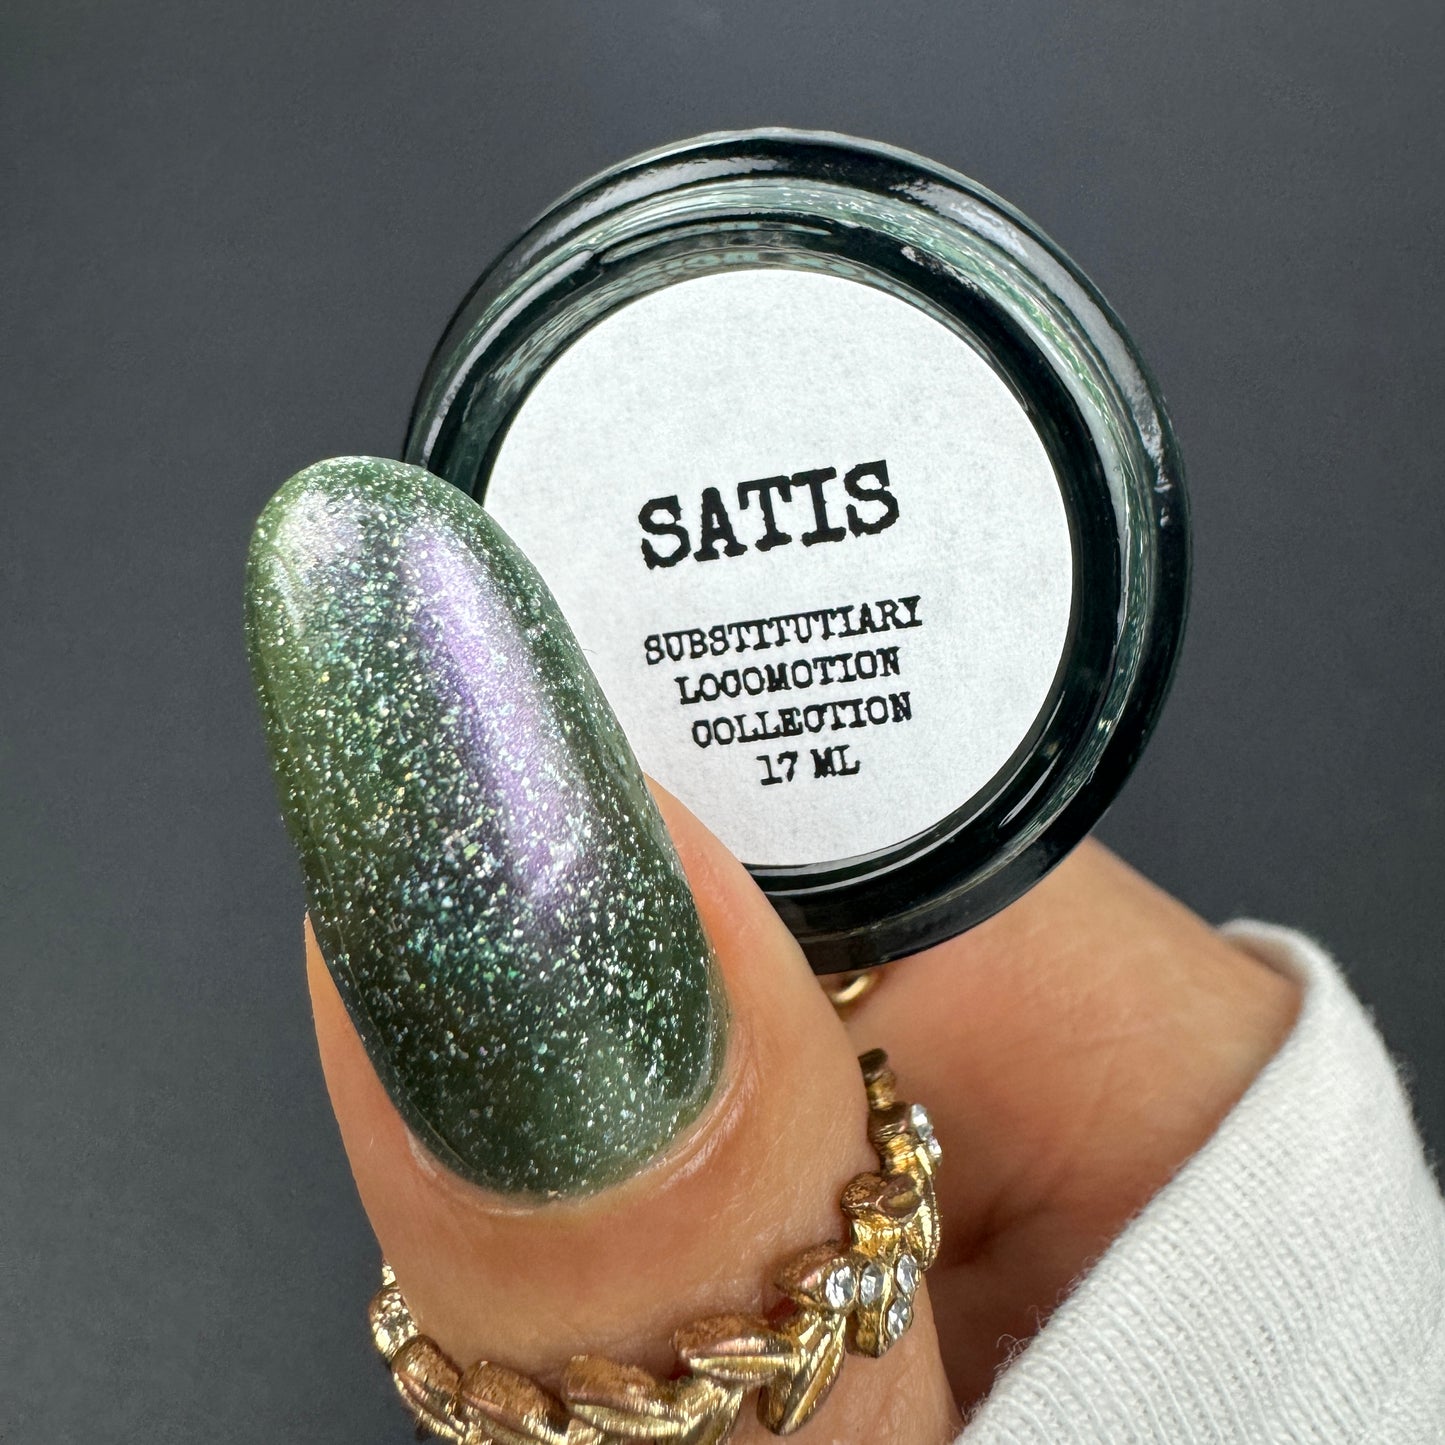 SATIS
SUBSTITUTIARY
LOCOMOTION
COLLECTION
17 ML